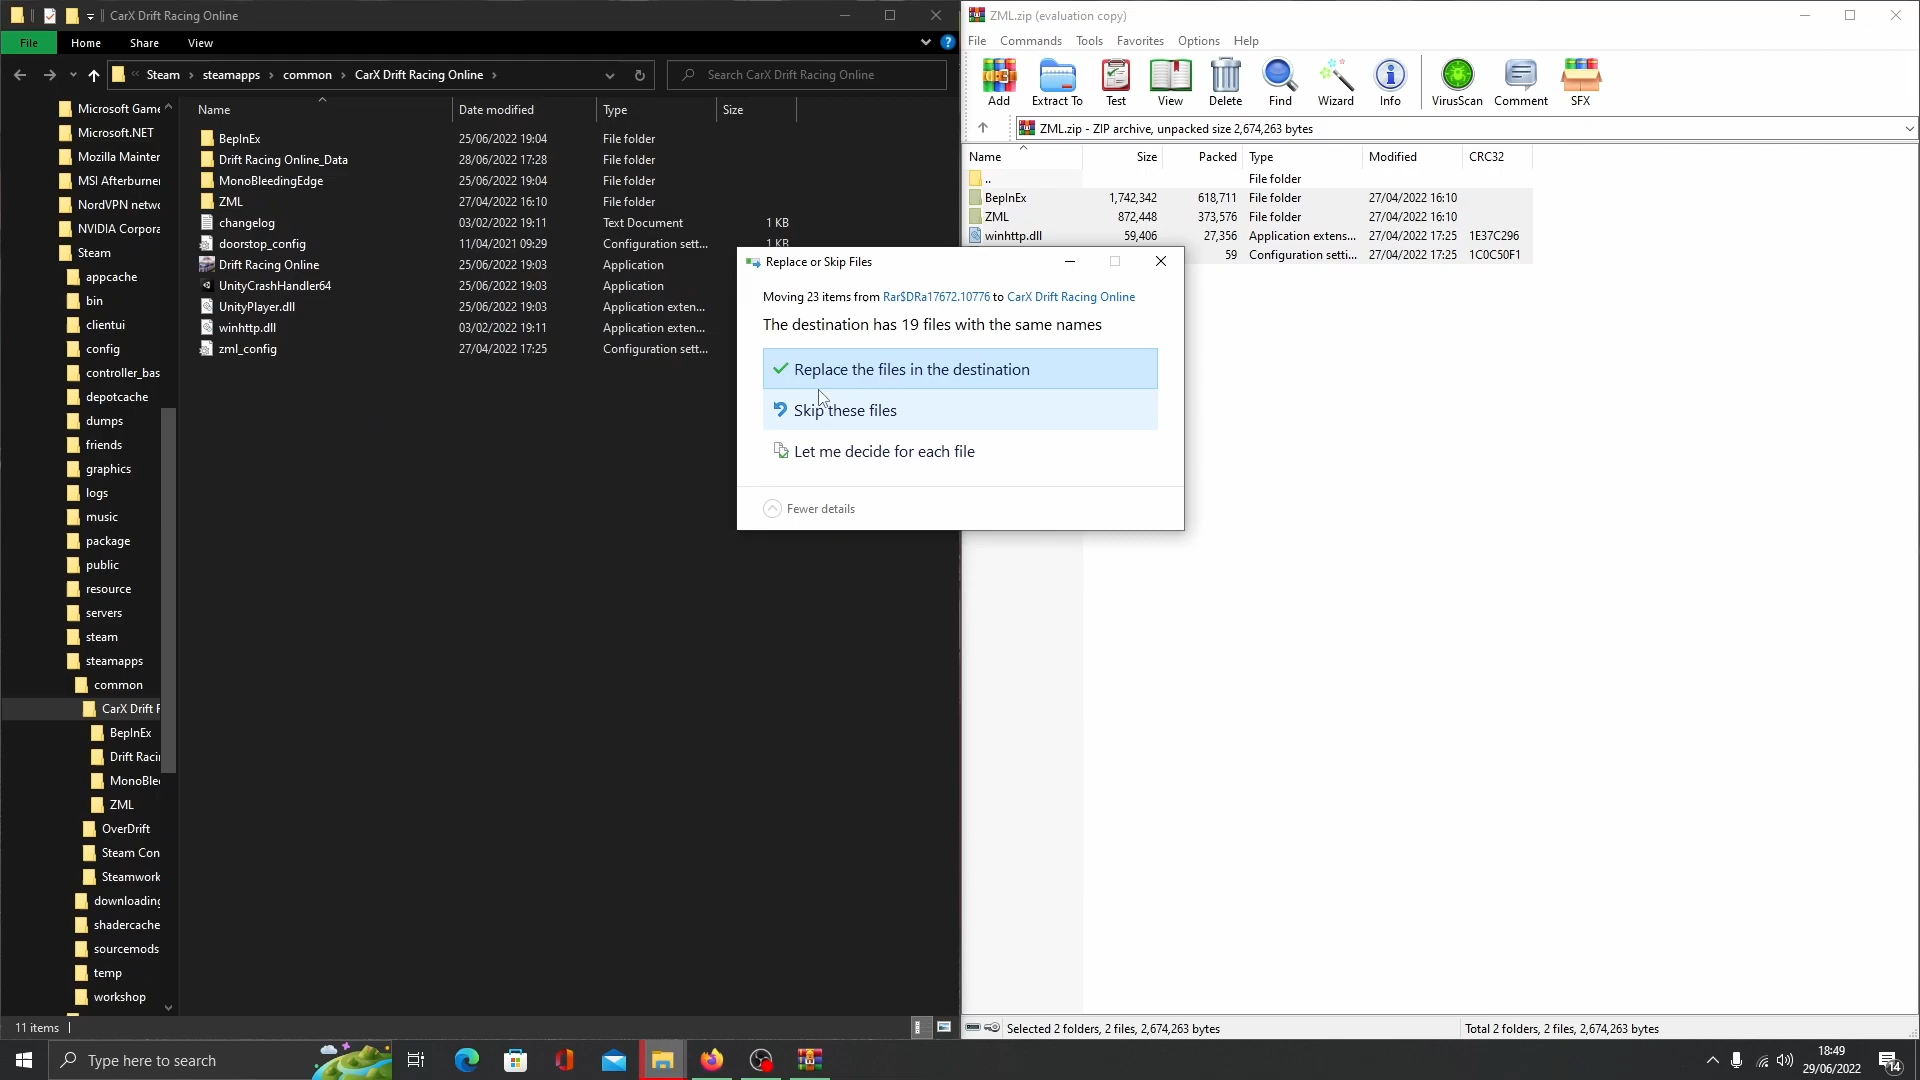 CarX Drift Racing Online
File Home Share View
Steam › steamapps › common › CarX Drift Racing Online ›
Search CarX Drift Racing Online
Microsoft Game
Microsoft.NET
Mozilla Mainter
MSI Afterburner
NordVPN netwo
NVIDIA Corpora
Steam
appcache
bin
clientui
config
controller_bas
depotcache
dumps
friends
graphics
logs
music
package
public
resource
servers
steam
steamapps
common
CarX Drift F
BepInEx
Drift Racin
MonoBlee
ZML
OverDrift
Steam Con
Steamwork
downloading
shadercache
sourcemods
temp
workshop
Name Date modified Type Size
BepInEx 25/06/2022 19:04 File folder
Drift Racing Online_Data 28/06/2022 17:28 File folder
MonoBleedingEdge 25/06/2022 19:04 File folder
ZML 27/04/2022 16:10 File folder
changelog 03/02/2022 19:11 Text Document 1 KB
doorstop_config 11/04/2021 09:29 Configuration sett... 1 KB
Drift Racing Online 25/06/2022 19:03 Application
UnityCrashHandler64 25/06/2022 19:03 Application
UnityPlayer.dll 25/06/2022 19:03 Application exten...
winhttp.dll 03/02/2022 19:11 Application exten...
zml_config 27/04/2022 17:25 Configuration sett...
11 items
ZML.zip (evaluation copy)
File Commands Tools Favorites Options Help
Add Extract To Test View Delete Find Wizard Info VirusScan Comment SFX
ZML.zip - ZIP archive, unpacked size 2,674,263 bytes
Name Size Packed Type Modified CRC32
.. File folder
BepInEx 1,742,342 618,711 File folder 27/04/2022 16:10
ZML 872,448 373,576 File folder 27/04/2022 16:10
winhttp.dll 59,406 27,356 Application extens... 27/04/2022 17:25 1E37C296
59 Configuration setti... 27/04/2022 17:25 1C0C50F1
Replace or Skip Files
Moving 23 items from Rar$DRa17672.10776 to CarX Drift Racing Online
The destination has 19 files with the same names
Replace the files in the destination
Skip these files
Let me decide for each file
Fewer details
Selected 2 folders, 2 files, 2,674,263 bytes
Total 2 folders, 2 files, 2,674,263 bytes
Type here to search
18:49
29/06/2022
14